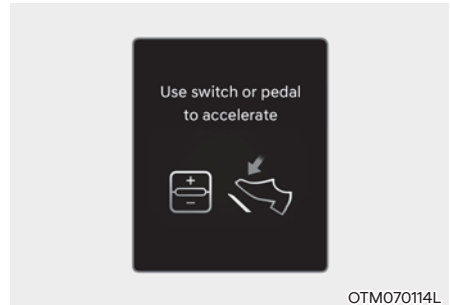 Use switch or pedal
to accelerate
+
−
OTM070114L